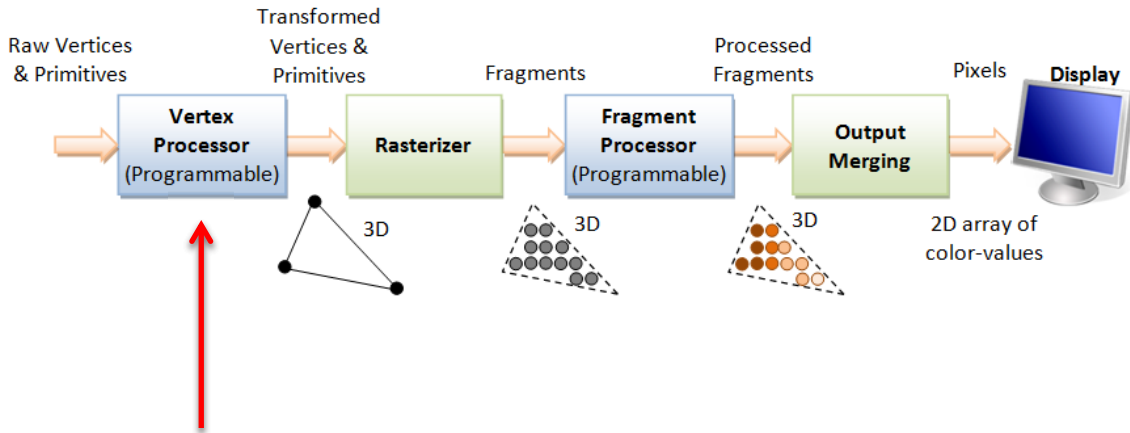 Raw Vertices
& Primitives
Transformed
Vertices &
Primitives
Fragments
Processed
Fragments
Pixels
Display
Vertex
Processor
(Programmable)
Rasterizer
Fragment
Processor
(Programmable)
Output
Merging
3D
3D
3D
2D array of
color-values